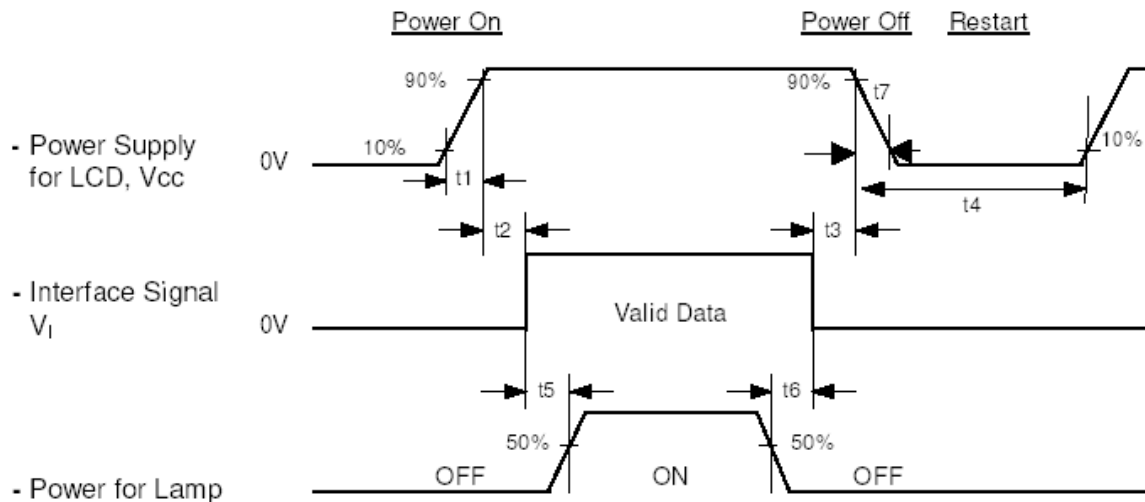 Power On
Power Off
Restart
90%
90%
t7
- Power Supply
for LCD, Vcc
0V
10%
10%
t1
t4
t2
t3
- Interface Signal
VI
0V
Valid Data
t5
t6
50%
50%
- Power for Lamp
OFF
ON
OFF